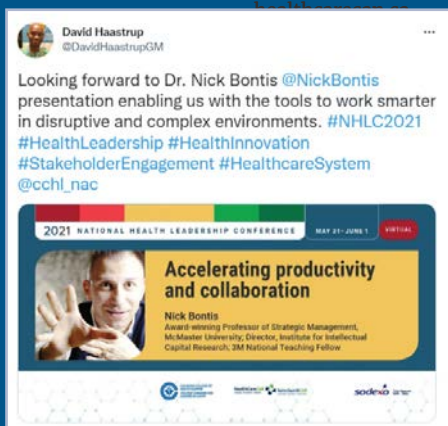 David Haastrup
@DavidHaastrupGM
Looking forward to Dr. Nick Bontis @NickBontis
presentation enabling us with the tools to work smarter
in disruptive and complex environments. #NHLC2021
#HealthLeadership #HealthInnovation
#StakeholderEngagement #HealthcareSystem
@cchl_nac
2021 NATIONAL HEALTH LEADERSHIP CONFERENCE
MAY 31 - JUNE 1
VIRTUAL
Accelerating productivity
and collaboration
Nick Bontis
Award-winning Professor of Strategic Management,
McMaster University; Director, Institute for Intellectual
Capital Research, 3M National Teaching Fellow
HealthCareCAN
SoinsSantéCAN
sodexo